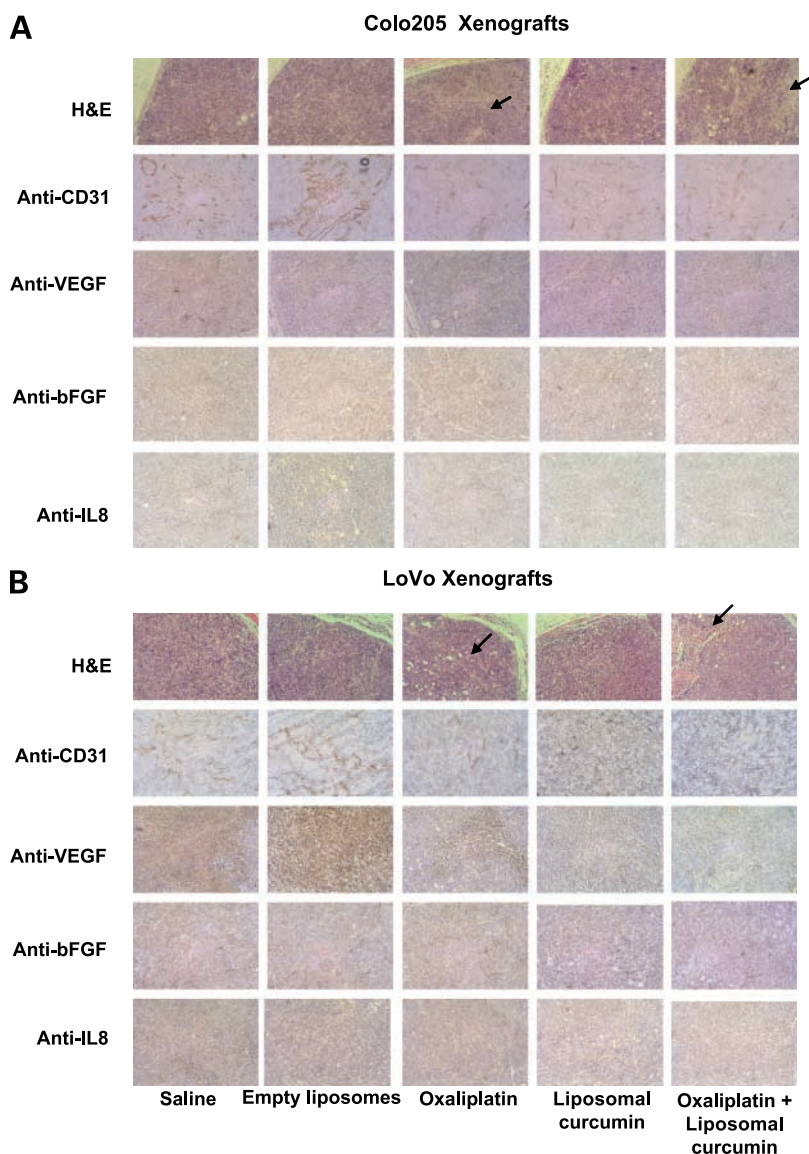 A
Colo205 Xenografts
H&E
Anti-CD31
Anti-VEGF
Anti-bFGF
Anti-IL8
B
LoVo Xenografts
H&E
Anti-CD31
Anti-VEGF
Anti-bFGF
Anti-IL8
Saline
Empty liposomes
Oxaliplatin
Liposomal
curcumin
Oxaliplatin +
Liposomal
curcumin